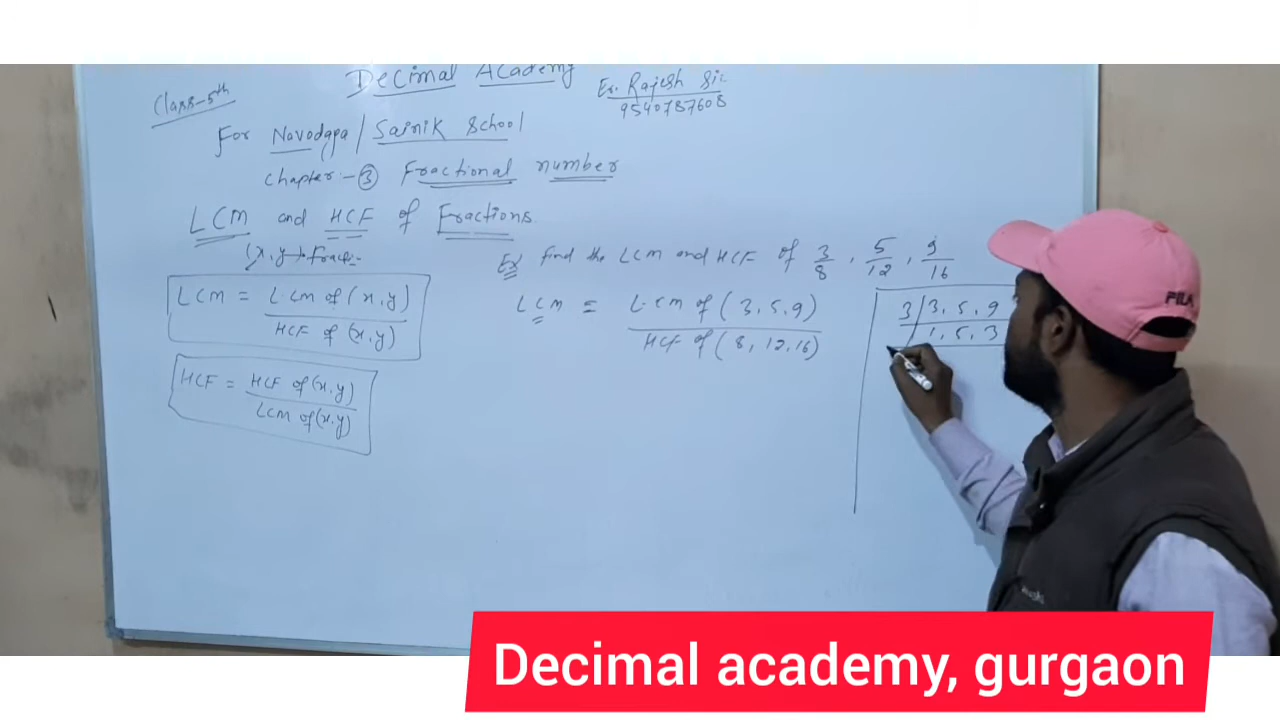 Decimal Academy
Er. Rajesh Sir
9540787608
Class-5th
For Navodaya / Sainik School
Chapter:-③ Fractional number
LCM and HCF of Fractions.
(x,y → Frac:-
LCM = LCM of (x,y)
HCF of (x,y)
HCF = HCF of (x,y)
LCM of (x,y)
Ex find the LCM and HCF of 3/8, 5/12, 9/16
LCM = LCM of (3,5,9)
HCF of (8,12,16)
3 | 3, 5, 9
1, 5, 3
PUA
Decimal academy, gurgaon